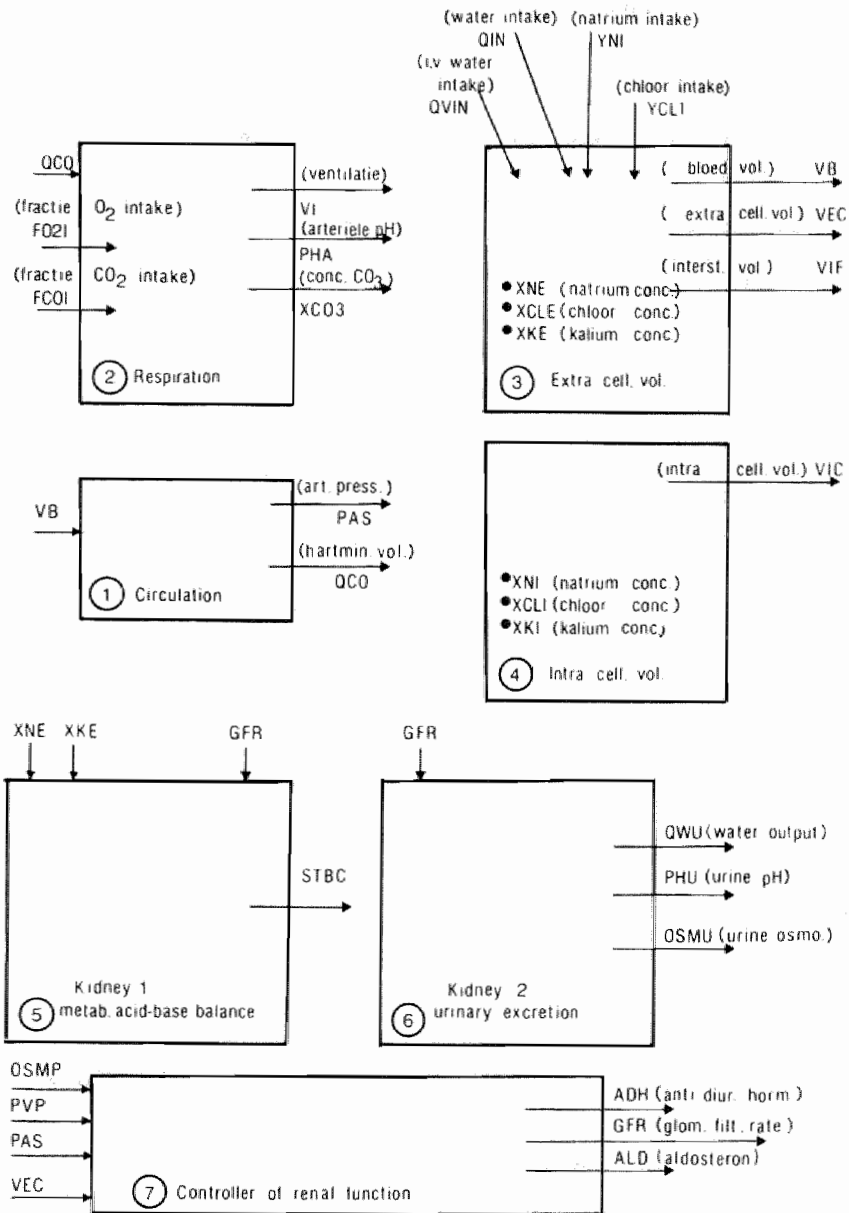 (water intake) (natrium intake)
QIN YNI
(i.v water
intake)
QVIN
(chloor intake)
YCLI
QCO
(fractie O2 intake)
FO2I
(fractie CO2 intake)
FCOI
(ventilatie)
VI
(arteriele pH)
PHA
(conc. CO3)
XCO3
2 Respiration
( bloed vol.) VB
( extra cell. vol) VEC
(interst. vol ) VIF
•XNE (natrium conc.)
•XCLE (chloor conc.)
•XKE (kalium conc)
3 Extra cell. vol.
VB
(art. press.)
PAS
(hartmin. vol.)
QCO
1 Circulation
(intra cell. vol.) VIC
•XNI (natrium conc.)
•XCLI (chloor conc.)
•XKI (kalium conc)
4 Intra cell. vol.
XNE XKE GFR
STBC
Kidney 1
5 metab. acid-base balance
GFR
QWU (water output)
PHU (urine pH)
OSMU (urine osmo.)
Kidney 2
6 urinary excretion
OSMP
PVP
PAS
VEC
ADH (anti diur. horm )
GFR (glom. filt. rate )
ALD (aldosteron)
7 Controller of renal function